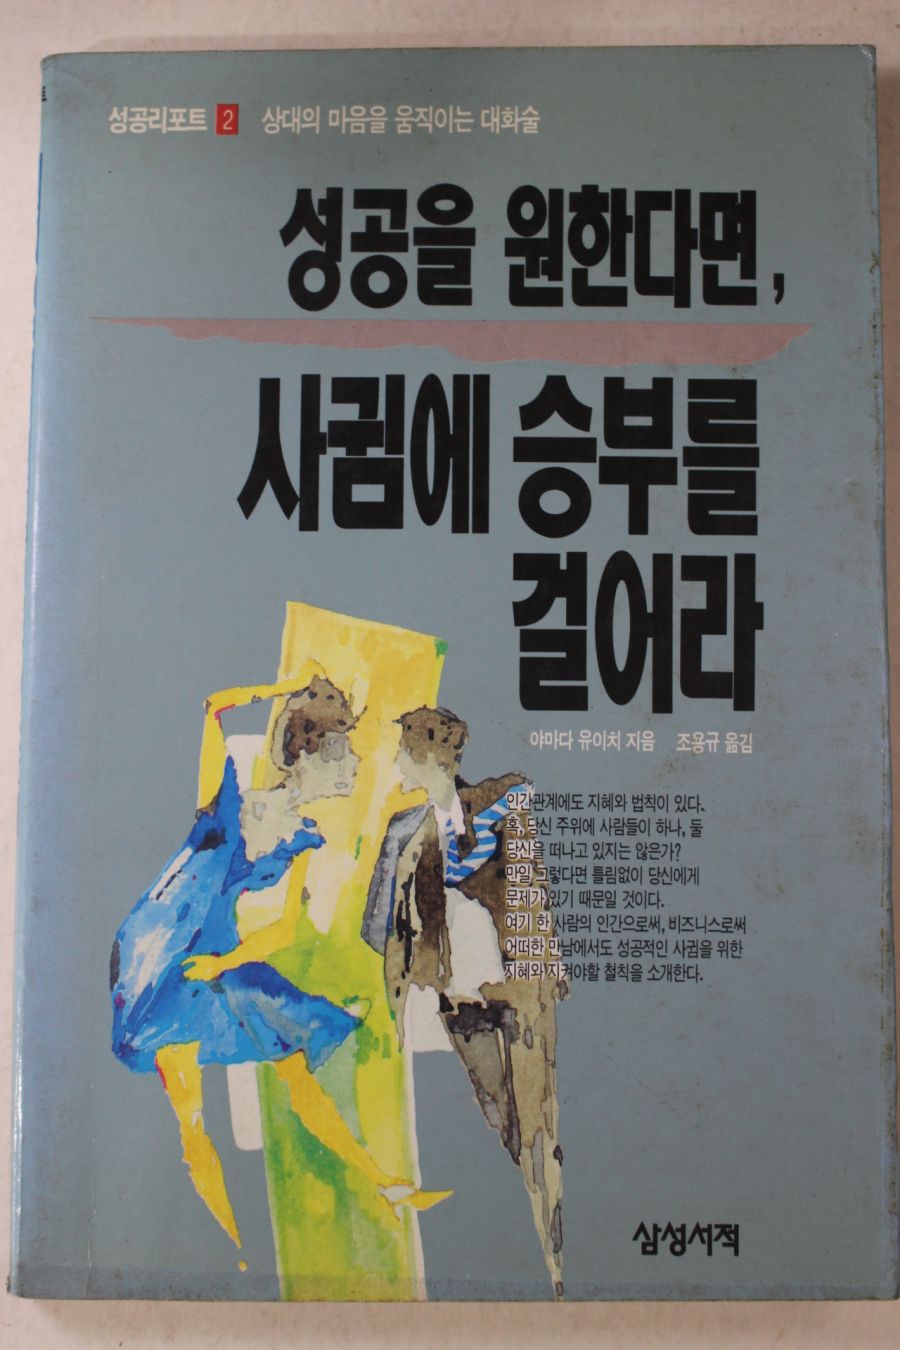 성공리포트 2 상대의 마음을 움직이는 대화술
성공을 원한다면,
사귐에 승부를
걸어라
야마다 유이치 지음 조용규 옮김
인간관계에도 지혜와 법칙이 있다.
혹, 당신 주위에 사람들이 하나, 둘
당신을 떠나고 있지는 않은가?
만일 그렇다면 틀림없이 당신에게
문제가 있기 때문일 것이다.
여기 한 사람의 인간으로써, 비즈니스로써
어떠한 만남에서도 성공적인 사귐을 위한
지혜와 지켜야할 철칙을 소개한다.
삼성서적